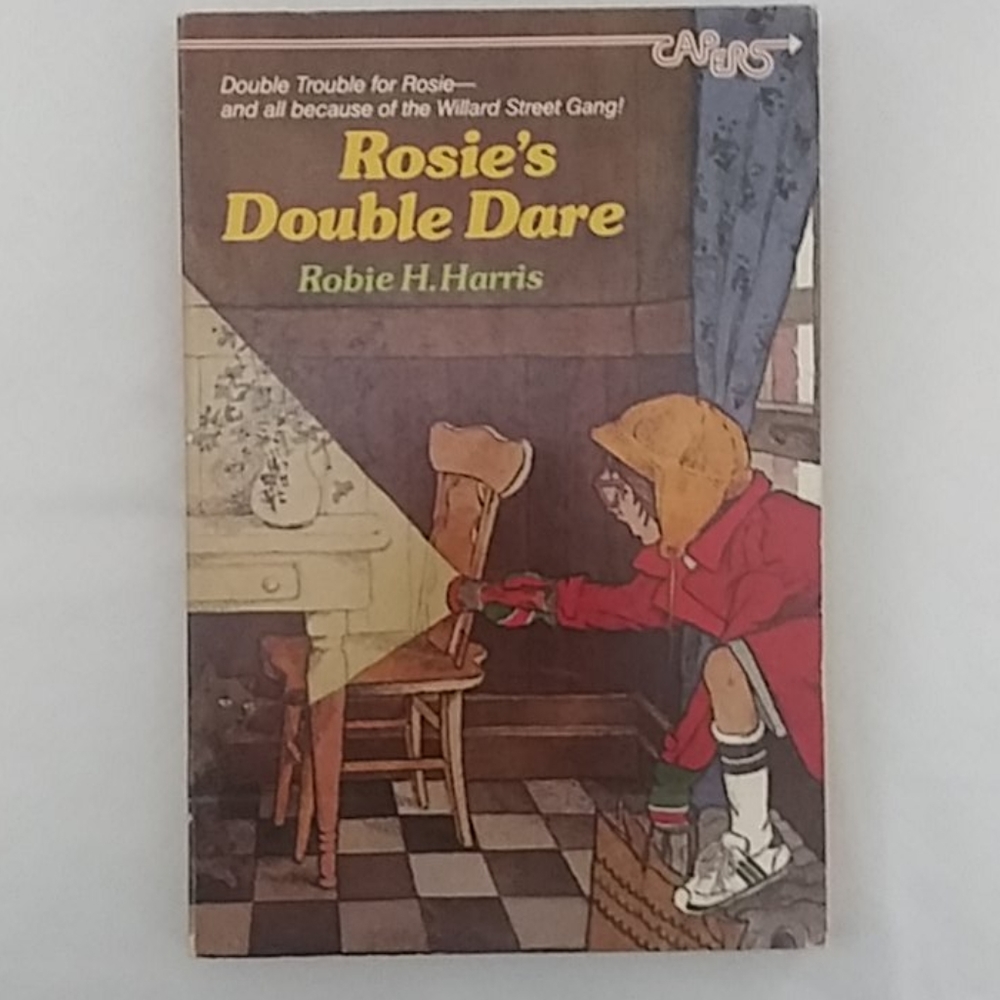 CAPERS
Double Trouble for Rosie—
and all because of the Willard Street Gang!
Rosie's
Double Dare
Robie H. Harris